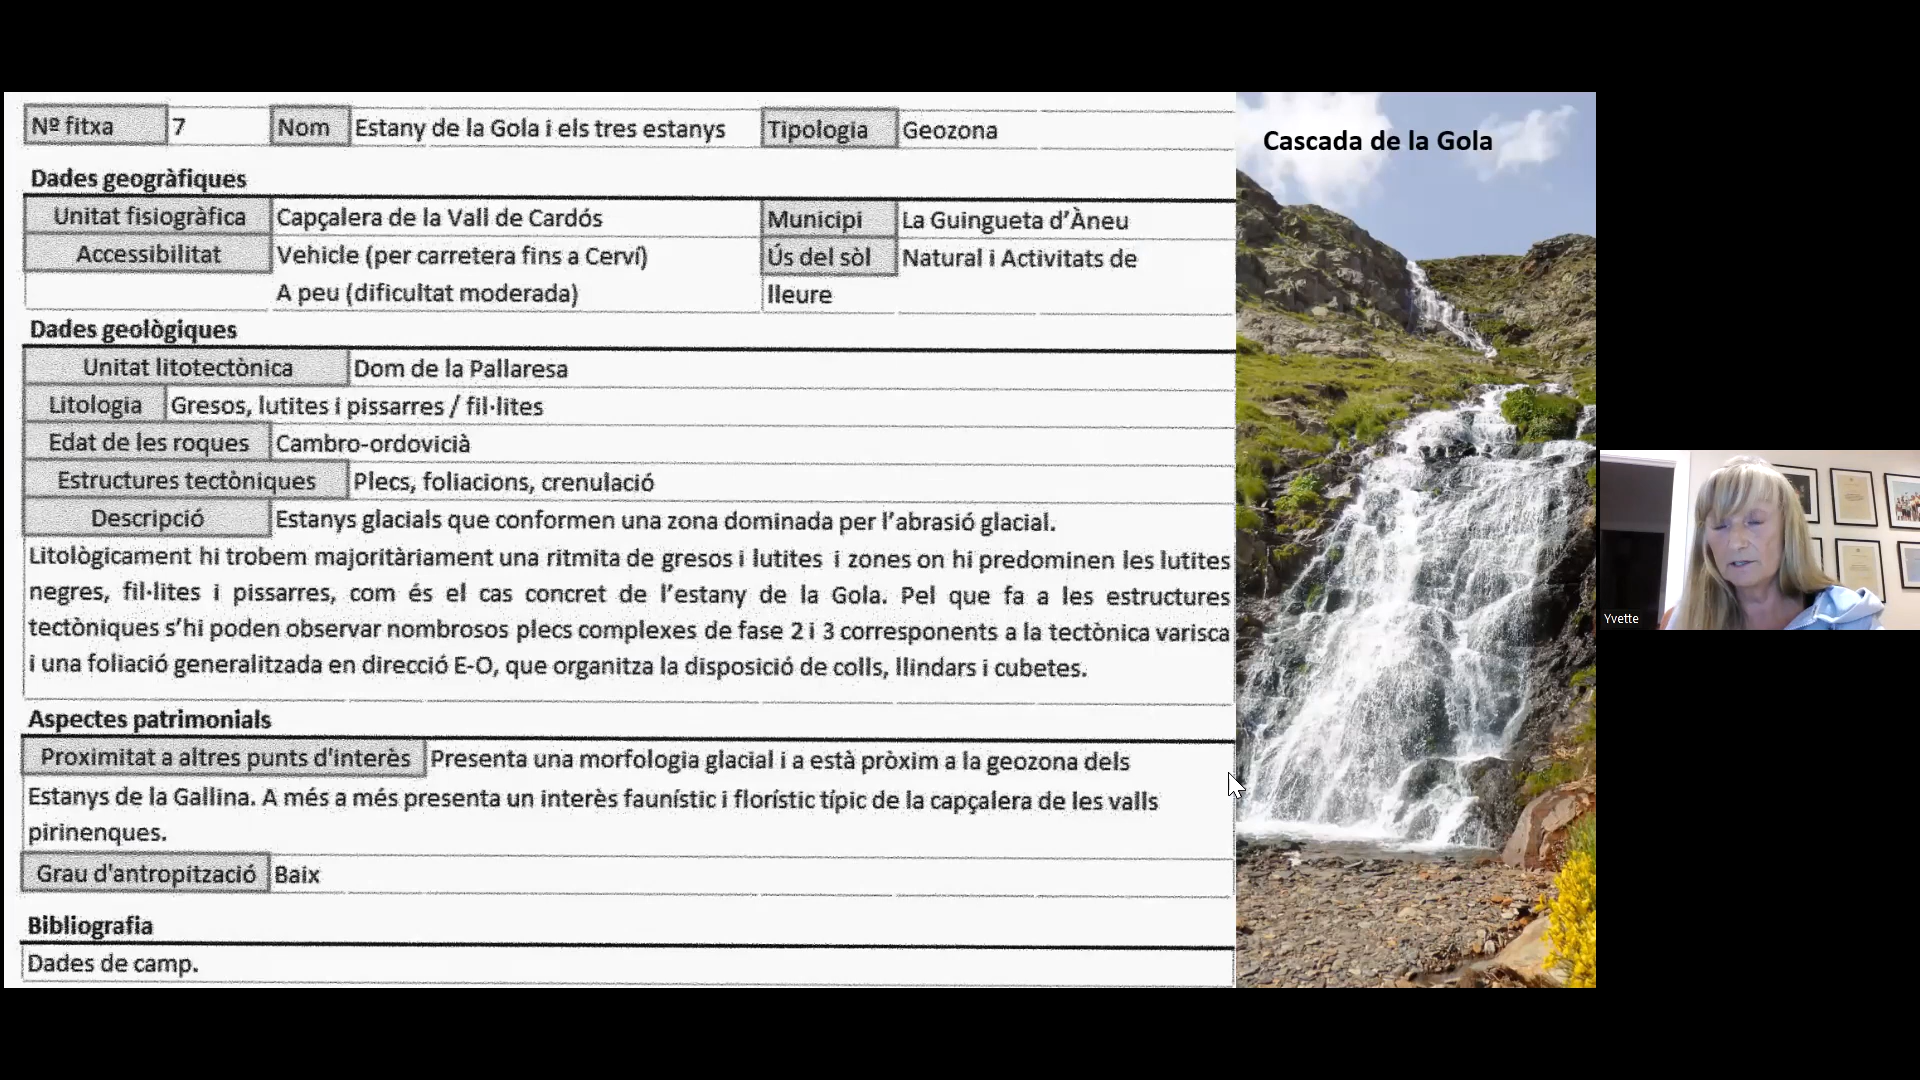 Nº fitxa 7 Nom Estany de la Gola i els tres estanys Tipologia Geozona
Dades geogràfiques
Unitat fisiogràfica Capçalera de la Vall de Cardós Municipi La Guingueta d'Àneu
Accessibilitat Vehicle (per carretera fins a Cerví) Ús del sòl Natural i Activitats de
A peu (dificultat moderada) lleure
Dades geològiques
Unitat litotectònica Dom de la Pallaresa
Litologia Gresos, lutites i pissarres / fil·lites
Edat de les roques Cambro-ordovicià
Estructures tectòniques Plecs, foliacions, crenulació
Descripció Estanys glacials que conformen una zona dominada per l'abrasió glacial.
Litològicament hi trobem majoritàriament una ritmita de gresos i lutites i zones on hi predominen les lutites
negres, fil·lites i pissarres, com és el cas concret de l'estany de la Gola. Pel que fa a les estructures
tectòniques s'hi poden observar nombrosos plecs complexes de fase 2 i 3 corresponents a la tectònica varisca
i una foliació generalitzada en direcció E-O, que organitza la disposició de colls, llindars i cubetes.
Aspectes patrimonials
Proximitat a altres punts d'interès Presenta una morfologia glacial i a està pròxim a la geozona dels
Estanys de la Gallina. A més a més presenta un interès faunístic i florístic típic de la capçalera de les valls
pirinenques.
Grau d'antropització Baix
Bibliografia
Dades de camp.
Cascada de la Gola
Yvette